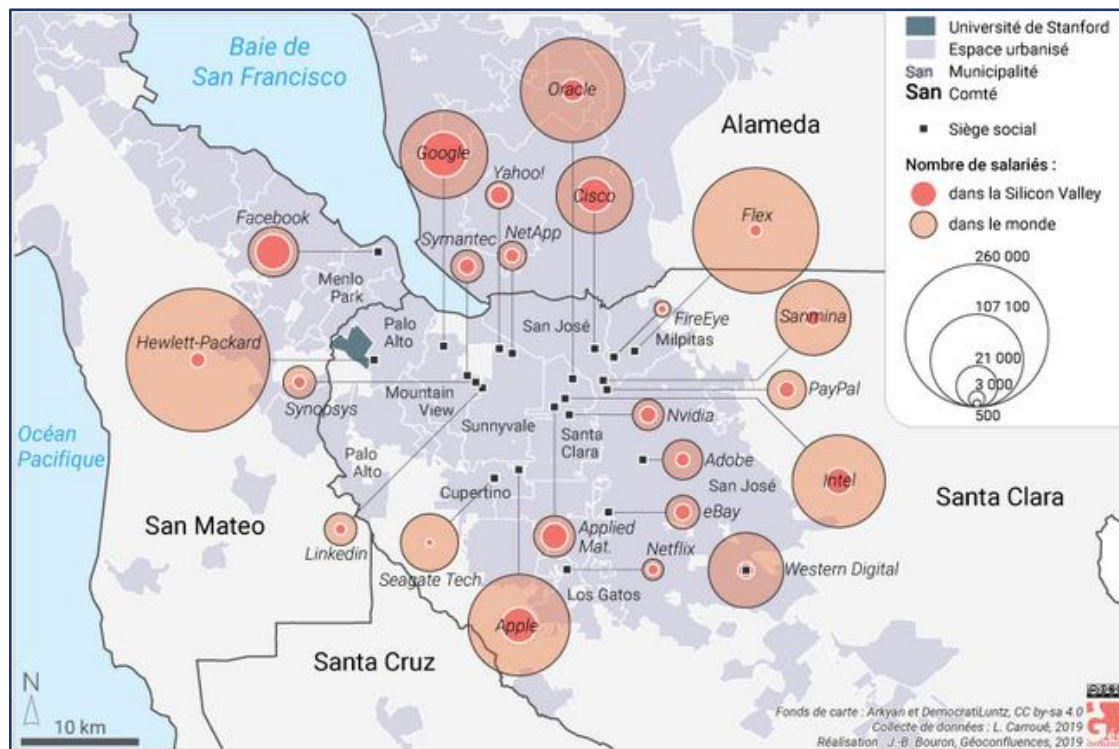 Baie de
San Francisco
Université de Stanford
Espace urbanisé
San Municipalité
San Comté
Siège social
Nombre de salariés :
dans la Silicon Valley
dans le monde
260 000
107 100
21 000
3 000
500
Oracle
Alameda
Google
Yahoo!
Cisco
Flex
Facebook
Symantec
NetApp
Menlo
Park
San José
FireEye
Milpitas
Sanmina
Palo
Alto
Hewlett-Packard
Synopsys
Mountain
View
Sunnyvale
PayPal
Nvidia
Santa
Clara
Océan
Pacifique
Palo
Alto
Cupertino
Adobe
San José
Intel
Santa Clara
San Mateo
eBay
Linkedin
Seagate Tech.
Applied
Mat.
Netflix
Western Digital
Los Gatos
Apple
Santa Cruz
N
10 km
Fonds de carte : Arkyan et DemocratiLuntz, CC by-sa 4.0
Collecte de données : L. Carroué, 2019
Réalisation : J.-B. Bouron, Géoconfluences, 2019
G